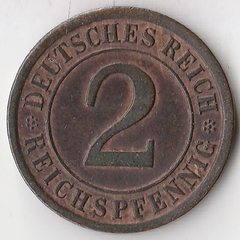 DEUTSCHES REICH
2
REICHSPFENNIG